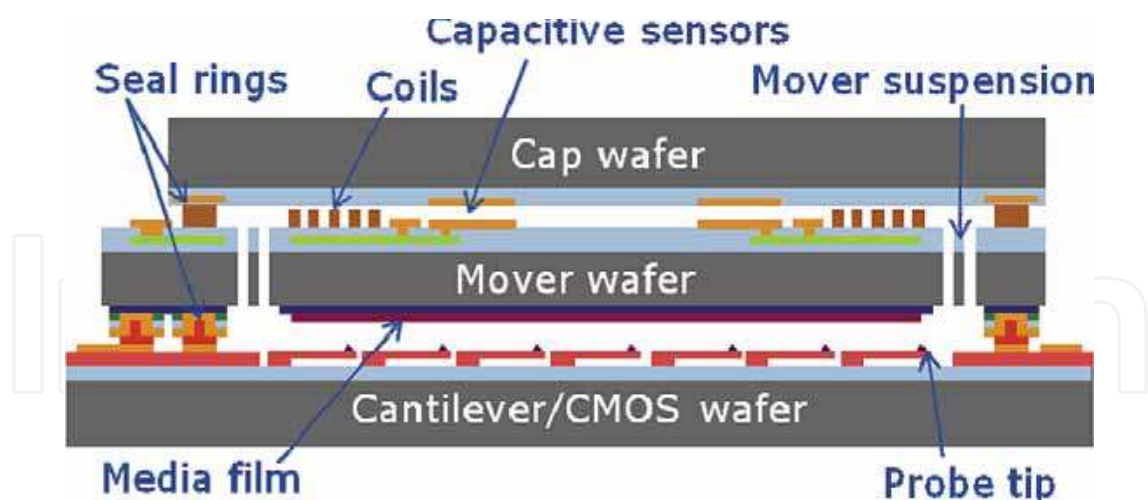 Capacitive sensors
Seal rings
Coils
Mover suspension
Cap wafer
Mover wafer
Cantilever/CMOS wafer
Media film
Probe tip